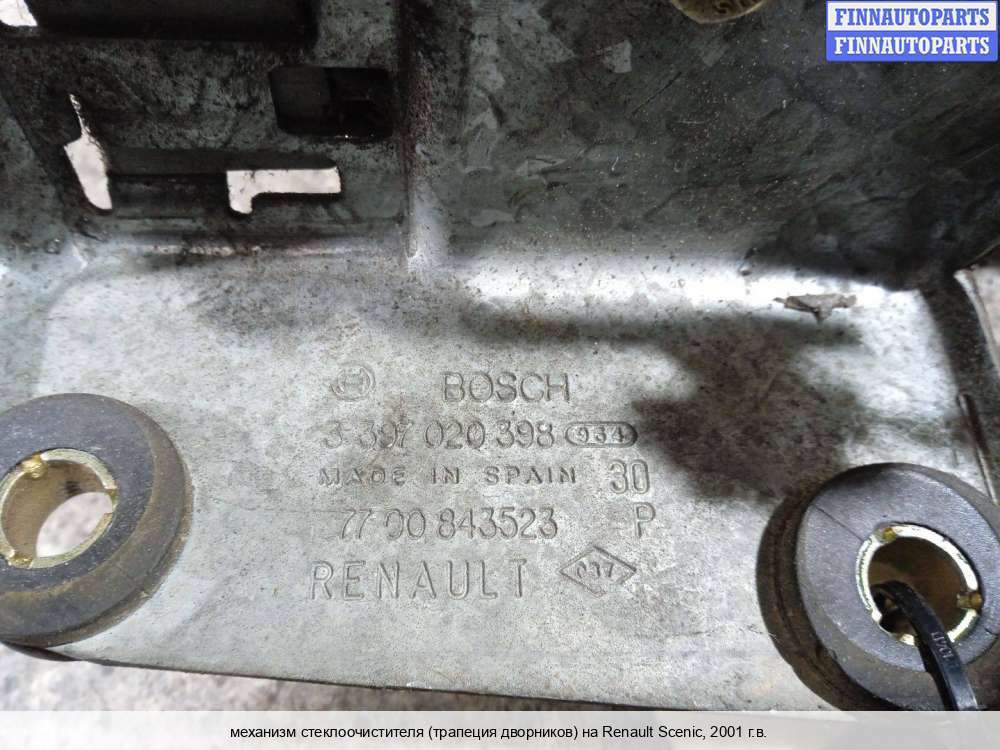 FINNAUTOPARTS
FINNAUTOPARTS
BOSCH
3 397 020 398 934
MADE IN SPAIN 30
77 00 843523 P
RENAULT
механизм стеклоочистителя (трапеция дворников) на Renault Scenic, 2001 г.в.